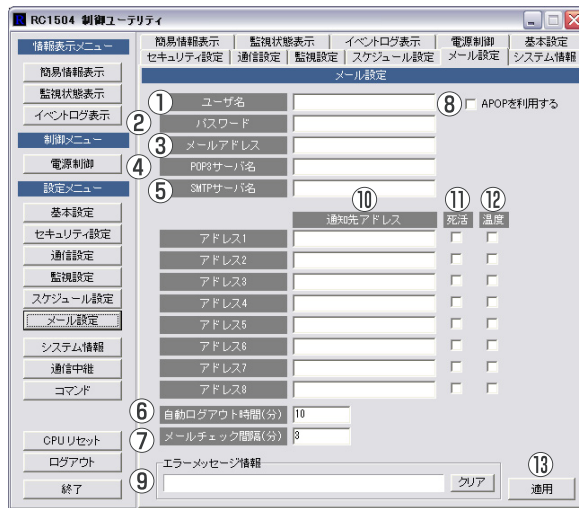 RC1504 制御ユーティリティ
情報表示メニュー
簡易情報表示
監視状態表示
イベントログ表示
制御メニュー
電源制御
設定メニュー
基本設定
セキュリティ設定
通信設定
監視設定
スケジュール設定
メール設定
システム情報
通信中継
コマンド
CPUリセット
ログアウト
終了
簡易情報表示 監視状態表示 イベントログ表示 電源制御 基本設定
セキュリティ設定 通信設定 監視設定 スケジュール設定 メール設定 システム情報
メール設定
① ユーザ名 ⑧ APOPを利用する
② パスワード
③ メールアドレス
④ POP3サーバ名
⑤ SMTPサーバ名
⑩ ⑪ ⑫
通知先アドレス 死活 温度
アドレス1
アドレス2
アドレス3
アドレス4
アドレス5
アドレス6
アドレス7
アドレス8
⑥ 自動ログアウト時間(分) 10
⑦ メールチェック間隔(分) 3
エラーメッセージ情報
⑨ クリア
⑬ 適用